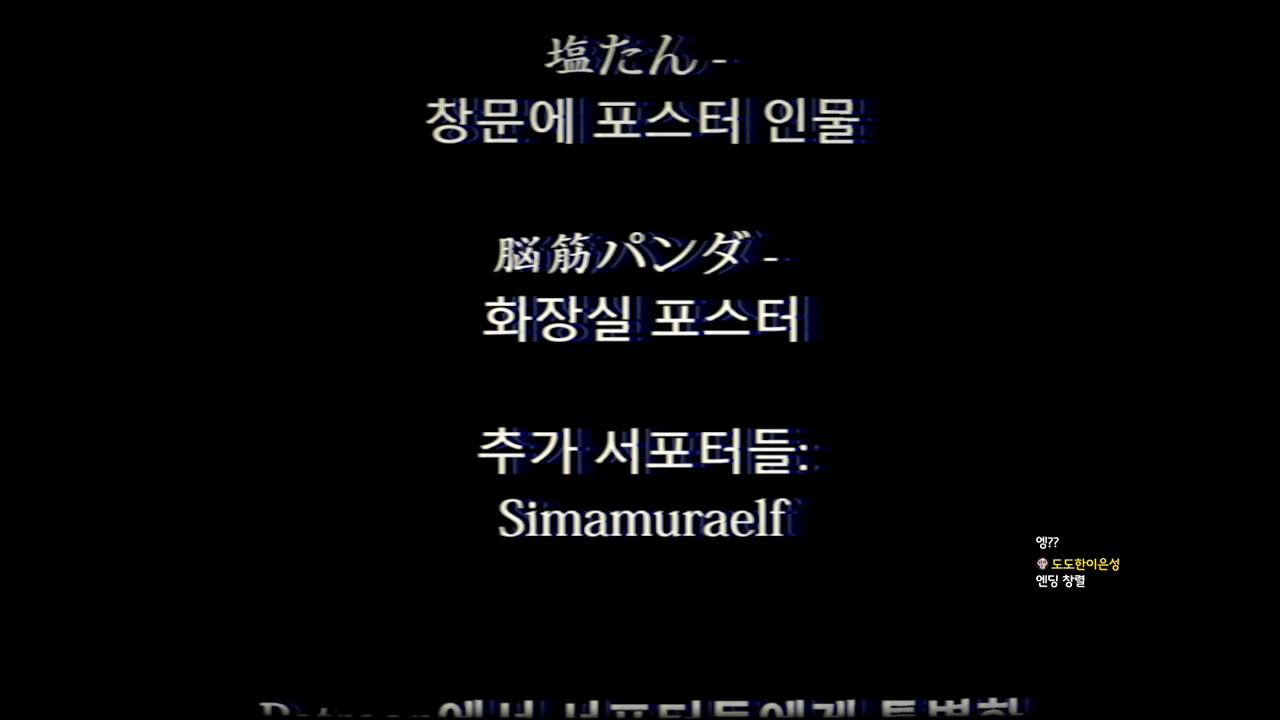 塩たん -
창문에 포스터 인물
脳筋パンダ -
화장실 포스터
추가 서포터들:
Simamuraelf
엥??
도도한이은성
엔딩 창렬